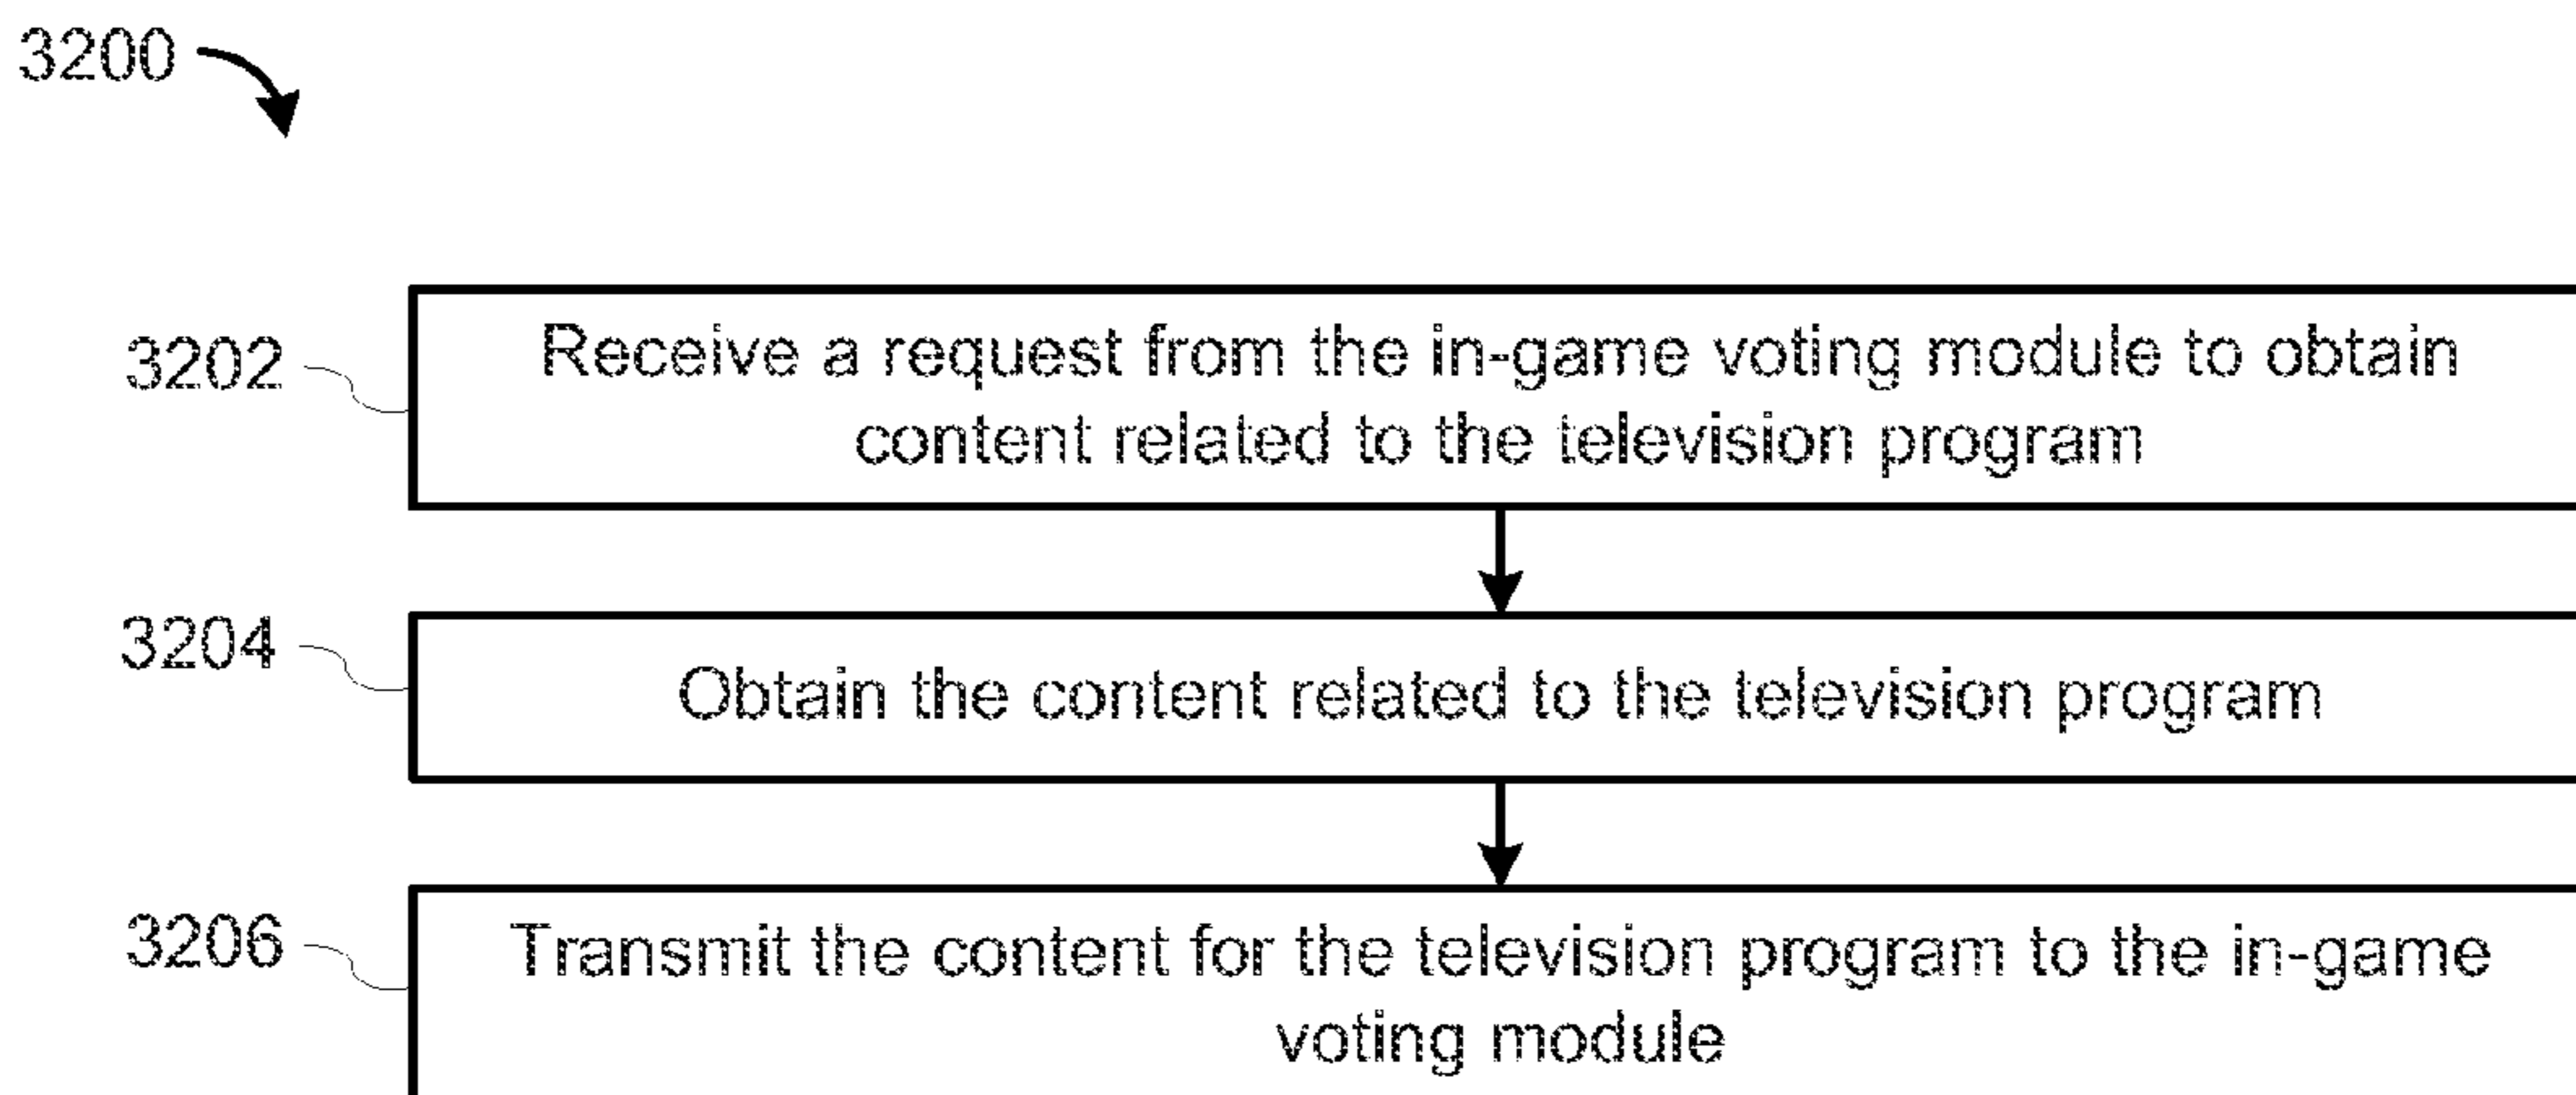 3200
3202
Receive a request from the in-game voting module to obtain
content related to the television program
3204
Obtain the content related to the television program
3206
Transmit the content for the television program to the in-game
voting module